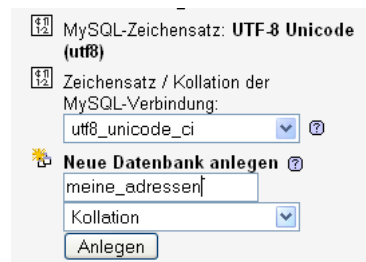 MySQL-Zeichensatz: UTF-8 Unicode
(utf8)
Zeichensatz / Kollation der
MySQL-Verbindung:
utf8_unicode_ci
Neue Datenbank anlegen
meine_adressen
Kollation
Anlegen